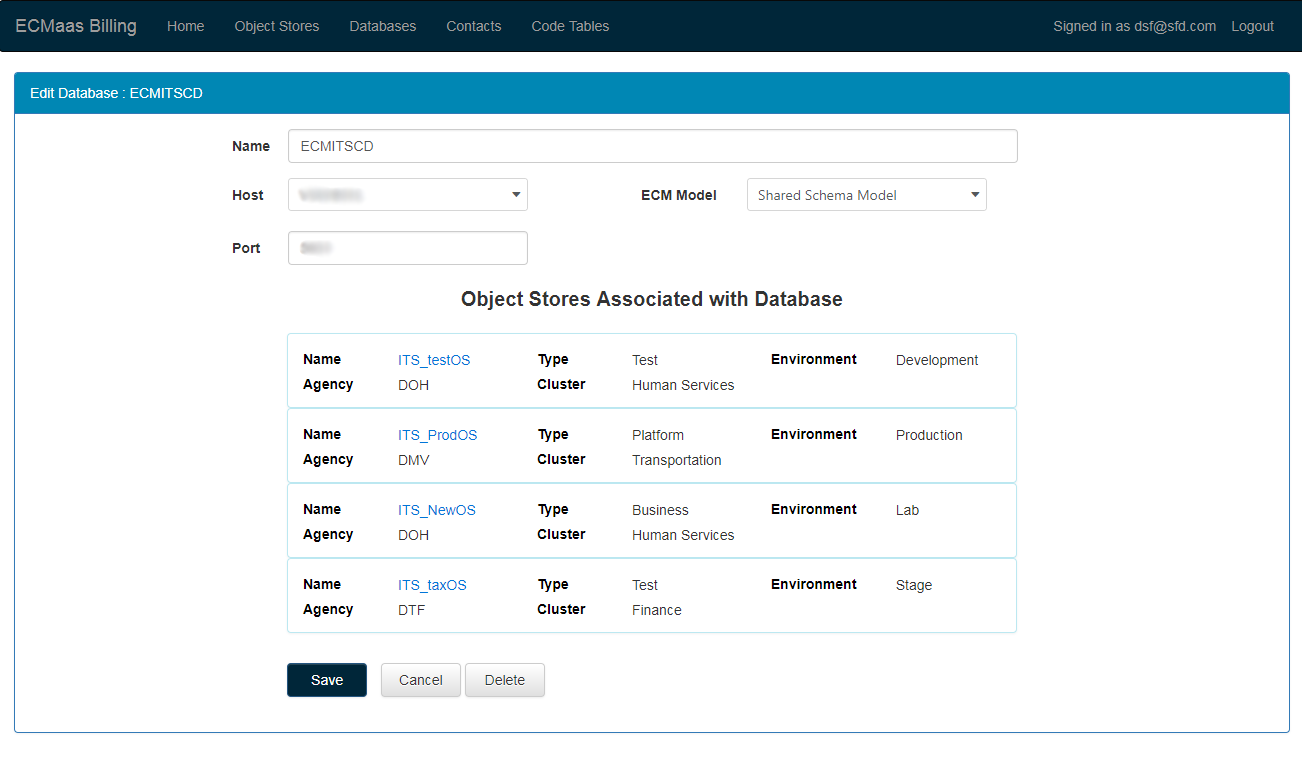 ECMaas Billing Home Object Stores Databases Contacts Code Tables Signed in as dsf@sfd.com Logout
Edit Database : ECMITSCD
Name ECMITSCD
Host ECM Model Shared Schema Model
Port
Object Stores Associated with Database
Name ITS_testOS Type Test Environment Development
Agency DOH Cluster Human Services
Name ITS_ProdOS Type Platform Environment Production
Agency DMV Cluster Transportation
Name ITS_NewOS Type Business Environment Lab
Agency DOH Cluster Human Services
Name ITS_taxOS Type Test Environment Stage
Agency DTF Cluster Finance
Save Cancel Delete